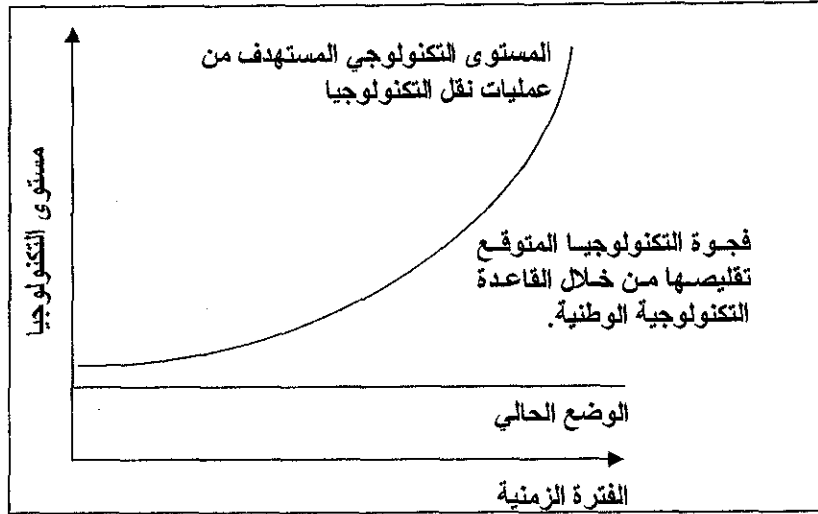 المستوى التكنولوجي المستهدف من
عمليات نقل التكنولوجيا
مستوى التكنولوجيا
فجوة التكنولوجيا المتوقع
تقليصها من خلال القاعدة
التكنولوجية الوطنية.
الوضع الحالي
الفترة الزمنية